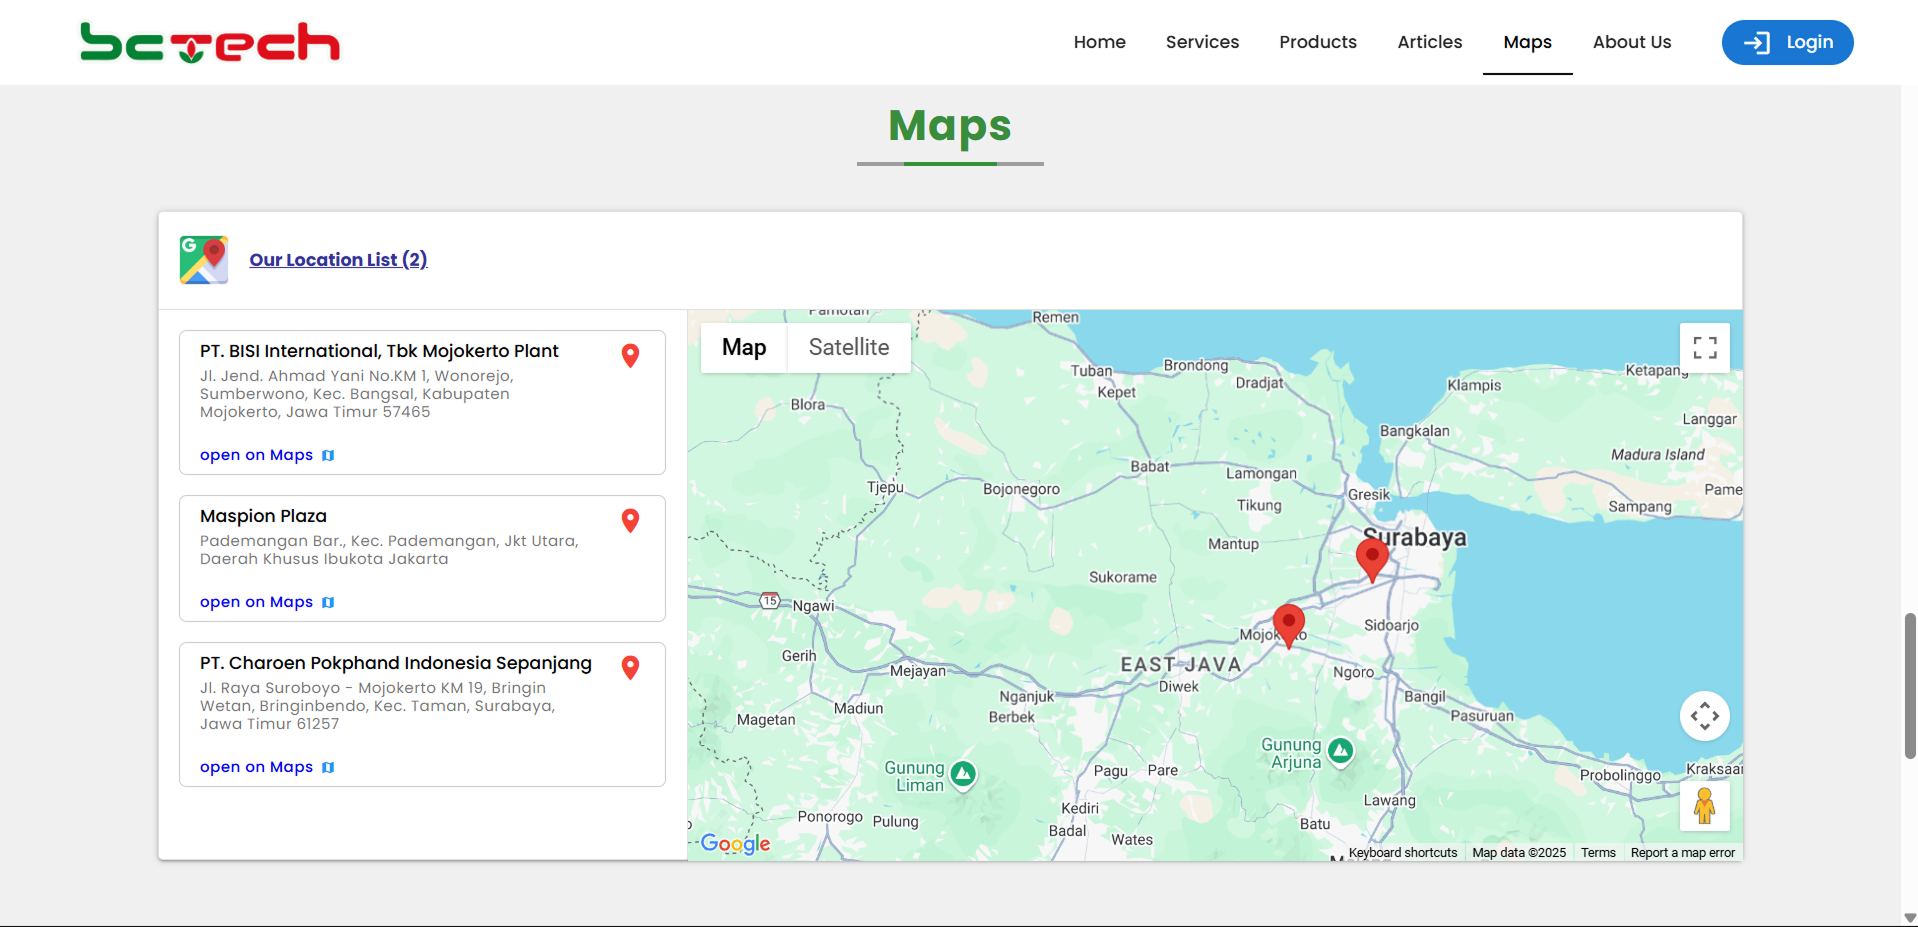 bctech
Home
Services
Products
Articles
Maps
About Us
Login
Maps
G
Our Location List (2)
PT. BISI International, Tbk Mojokerto Plant
Jl. Jend. Ahmad Yani No.KM 1, Wonorejo,
Sumberwono, Kec. Bangsal, Kabupaten
Mojokerto, Jawa Timur 57465
open on Maps
Maspion Plaza
Pademangan Bar., Kec. Pademangan, Jkt Utara,
Daerah Khusus Ibukota Jakarta
open on Maps
PT. Charoen Pokphand Indonesia Sepanjang
Jl. Raya Suroboyo - Mojokerto KM 19, Bringin
Wetan, Bringinbendo, Kec. Taman, Surabaya,
Jawa Timur 61257
open on Maps
Map
Satellite
Pamotan
Remen
Tuban
Brondong
Dradjat
Kepet
Klampis
Ketapang
Blora
Langgar
Bangkalan
Madura Island
Babat
Lamongan
Tjepu
Bojonegoro
Gresik
Pame
Tikung
Sampang
Surabaya
Mantup
Sukorame
15
Ngawi
Sidoarjo
Mojokerto
Gerih
EAST JAVA
Mejayan
Ngoro
Diwek
Nganjuk
Bangil
Madiun
Berbek
Pasuruan
Magetan
Gunung
Arjuna
Gunung
Liman
Pagu
Pare
Probolinggo
Kraksaa
Lawang
Kediri
Ponorogo
Pulung
Badal
Batu
Wates
Google
Keyboard shortcuts
Map data ©2025
Terms
Report a map error